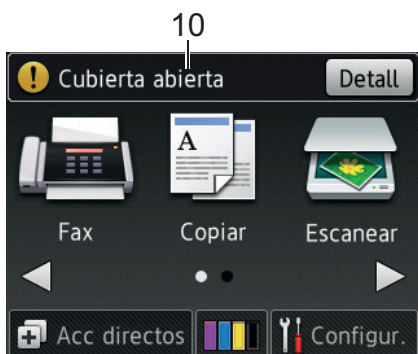 10
Cubierta abierta Detall
A
Fax Copiar Escanear
Acc directos Configur.